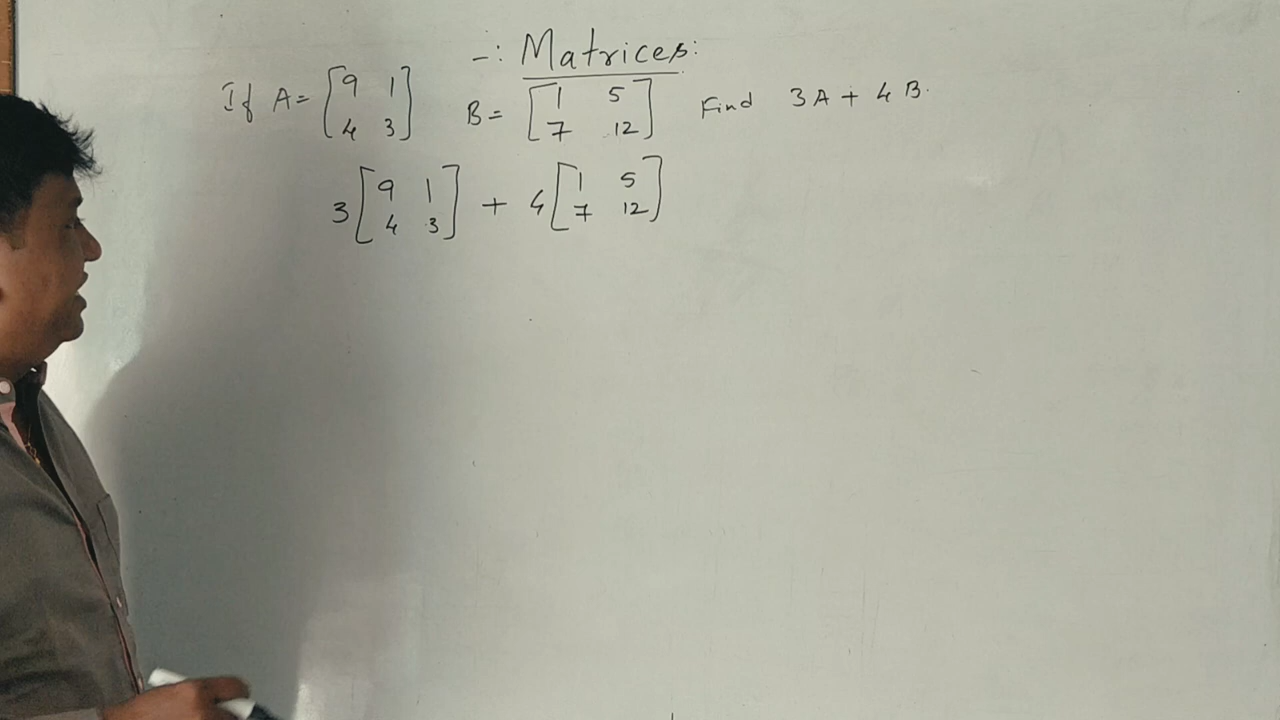 -: Matrices:
If A= [9 1 B= [1 5 Find 3A + 4B.
4 3] 7 12]
3[9 1 + 4[1 5
4 3] 7 12]